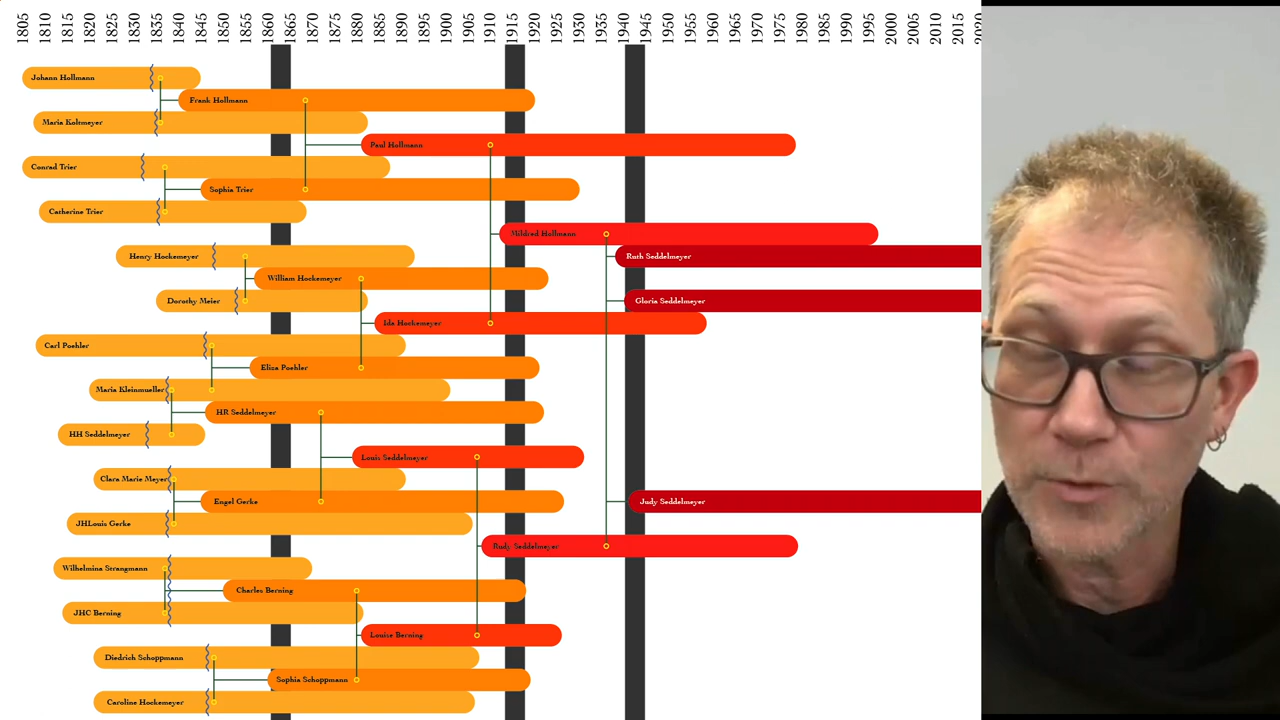 1805 1810 1815 1820 1825 1830 1835 1840 1845 1850 1855 1860 1865 1870 1875 1880 1885 1890 1895 1900 1905 1910 1915 1920 1925 1930 1935 1940 1945 1950 1955 1960 1965 1970 1975 1980 1985 1990 1995 2000 2005 2010 2015
Johann Hollmann
Frank Hollmann
Maria Koltmeyer
Paul Hollmann
Conrad Trier
Sophia Trier
Catherine Trier
Mildred Hollmann
Henry Hockemeyer
Ruth Seddelmeyer
William Hockemeyer
Dorothy Meier
Gloria Seddelmeyer
Ida Hockemeyer
Carl Poehler
Eliza Poehler
Maria Kleinmueller
HR Seddelmeyer
HH Seddelmeyer
Louis Seddelmeyer
Clara Marie Meyer
Engel Gerke
Judy Seddelmeyer
JHLouis Gerke
Rudy Seddelmeyer
Wilhelmina Strangmann
Charles Berning
JHC Berning
Louise Berning
Diedrich Schoppmann
Sophia Schoppmann
Caroline Hockemeyer